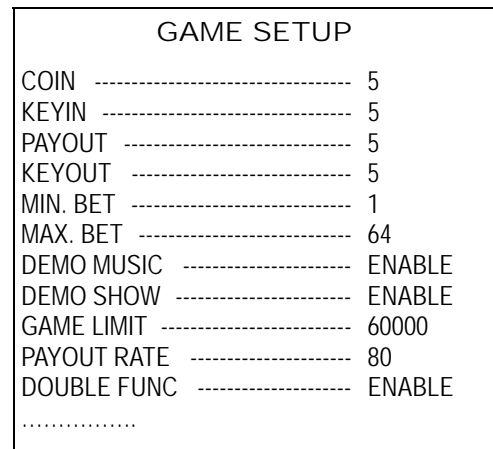 GAME SETUP
COIN ----------------------------------- 5
KEYIN ---------------------------------- 5
PAYOUT ------------------------------- 5
KEYOUT ------------------------------ 5
MIN. BET ------------------------------ 1
MAX. BET ----------------------------- 64
DEMO MUSIC ----------------------- ENABLE
DEMO SHOW ------------------------ ENABLE
GAME LIMIT -------------------------- 60000
PAYOUT RATE ---------------------- 80
DOUBLE FUNC --------------------- ENABLE
................